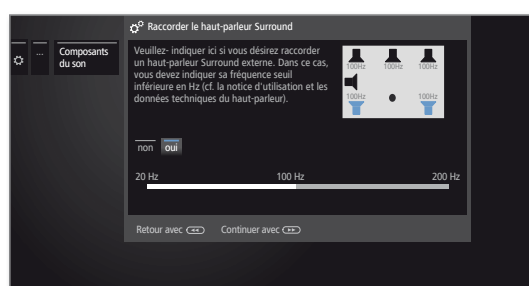 Raccorder le haut-parleur Surround
...
Composants
du son
Veuillez- indiquer ici si vous désirez raccorder
un haut-parleur Surround externe. Dans ce cas,
vous devez indiquer sa fréquence seuil
inférieure en Hz (cf. la notice d'utilisation et les
données techniques du haut-parleur).
100Hz 100Hz 100Hz
100Hz 100Hz
non oui
20 Hz 100 Hz 200 Hz
Retour avec Continuer avec